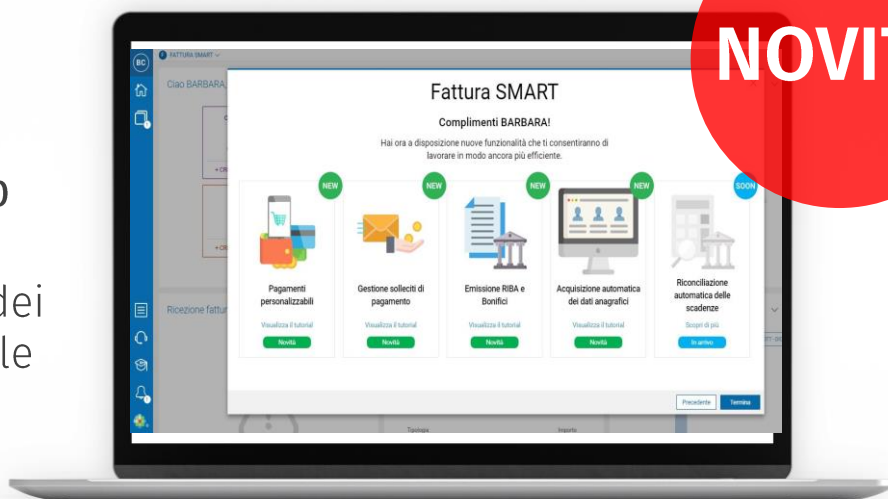 NOVIT
BC
FATTURA SMART
Ciao BARBARA,
Fattura SMART
Complimenti BARBARA!
Hai ora a disposizione nuove funzionalità che ti consentiranno di
lavorare in modo ancora più efficiente.
NEW
NEW
NEW
NEW
SOON
Pagamenti
personalizzabili
Visualizza il tutorial
Novità
Gestione solleciti di
pagamento
Visualizza il tutorial
Novità
Emissione RIBA e
Bonifici
Visualizza il tutorial
Novità
Acquisizione automatica
dei dati anagrafici
Visualizza il tutorial
Novità
Riconciliazione
automatica delle
scadenze
Scopri di più
In arrivo
Precedente
Termina
+ CR
+ CR
Ricezione fattur
Tipologia
Importo
o
dei
le